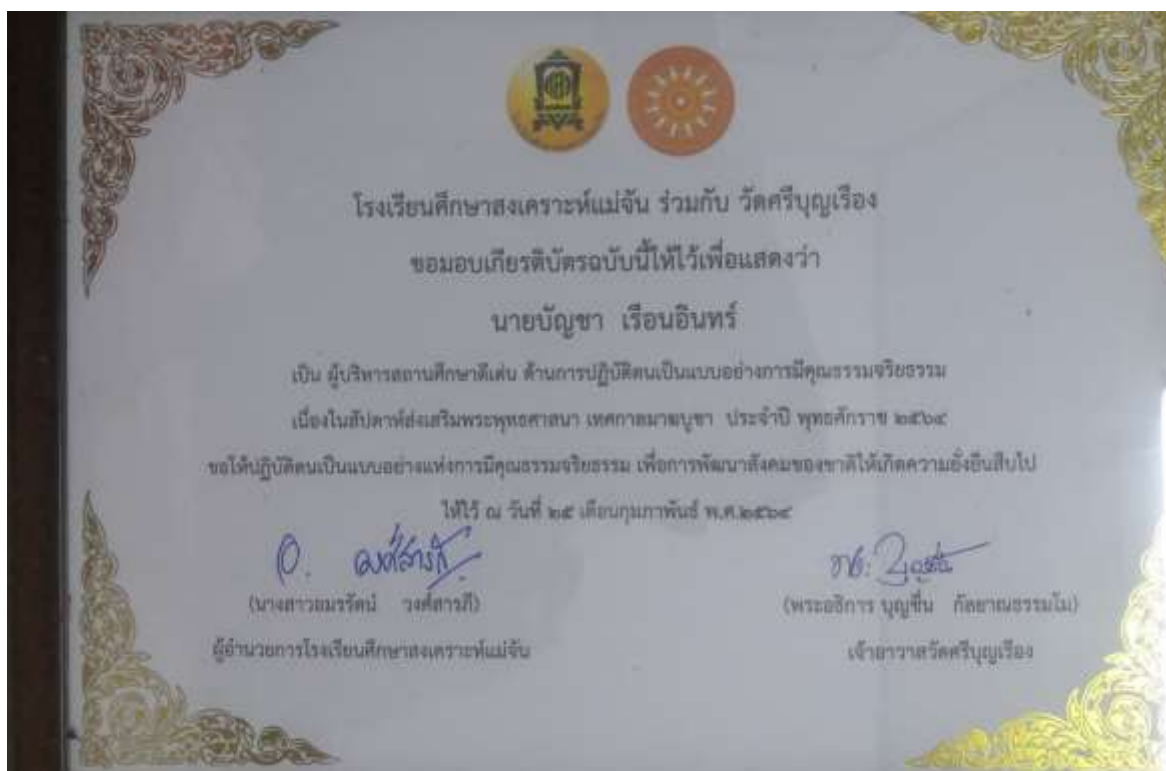 โรงเรียนศึกษาสงเคราะห์แม่จัน ร่วมกับ วัดศรีบุญเรือง
ขอมอบเกียรติบัตรฉบับนี้ให้ไว้เพื่อแสดงว่า
นายบัญชา เรือนอินทร์
เป็น ผู้บริหารสถานศึกษาดีเด่น ด้านการปฏิบัติตนเป็นแบบอย่างการมีคุณธรรมจริยธรรม
เนื่องในสัปดาห์ส่งเสริมพระพุทธศาสนา เทศกาลมาฆบูชา ประจำปี พุทธศักราช ๒๕๖๔
ขอให้ปฏิบัติตนเป็นแบบอย่างแห่งการมีคุณธรรมจริยธรรม เพื่อการพัฒนาสังคมของชาติให้เกิดความยั่งยืนสืบไป
ให้ไว้ ณ วันที่ ๒๕ เดือนกุมภาพันธ์ พ.ศ.๒๕๖๔
(นางสาวอมรรัตน์ วงศ์สารภี) (พระอธิการ บุญชื่น กัลยาณธรรมโม)
ผู้อำนวยการโรงเรียนศึกษาสงเคราะห์แม่จัน เจ้าอาวาสวัดศรีบุญเรือง